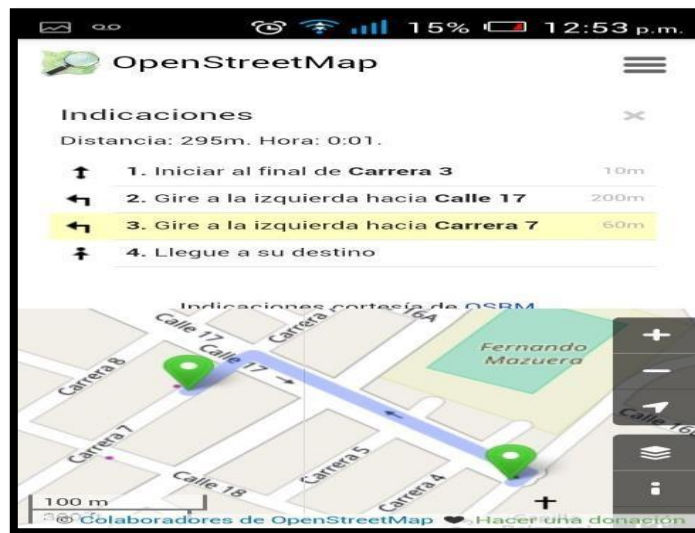 15% 12:53 p.m.
OpenStreetMap
Indicaciones
Distancia: 295m. Hora: 0:01.
1. Iniciar al final de Carrera 3 10m
2. Gire a la izquierda hacia Calle 17 200m
3. Gire a la izquierda hacia Carrera 7 60m
4. Llegue a su destino
Indicaciones cortesía de OSRM
Calle 17
Carrera
16A
Fernando
Mazuera
Calle 17
Carrera 8
Calle 16
Carrera 7
Carrera 5
Carrera 4
Calle 18
100 m
© Colaboradores de OpenStreetMap Hacer una donación